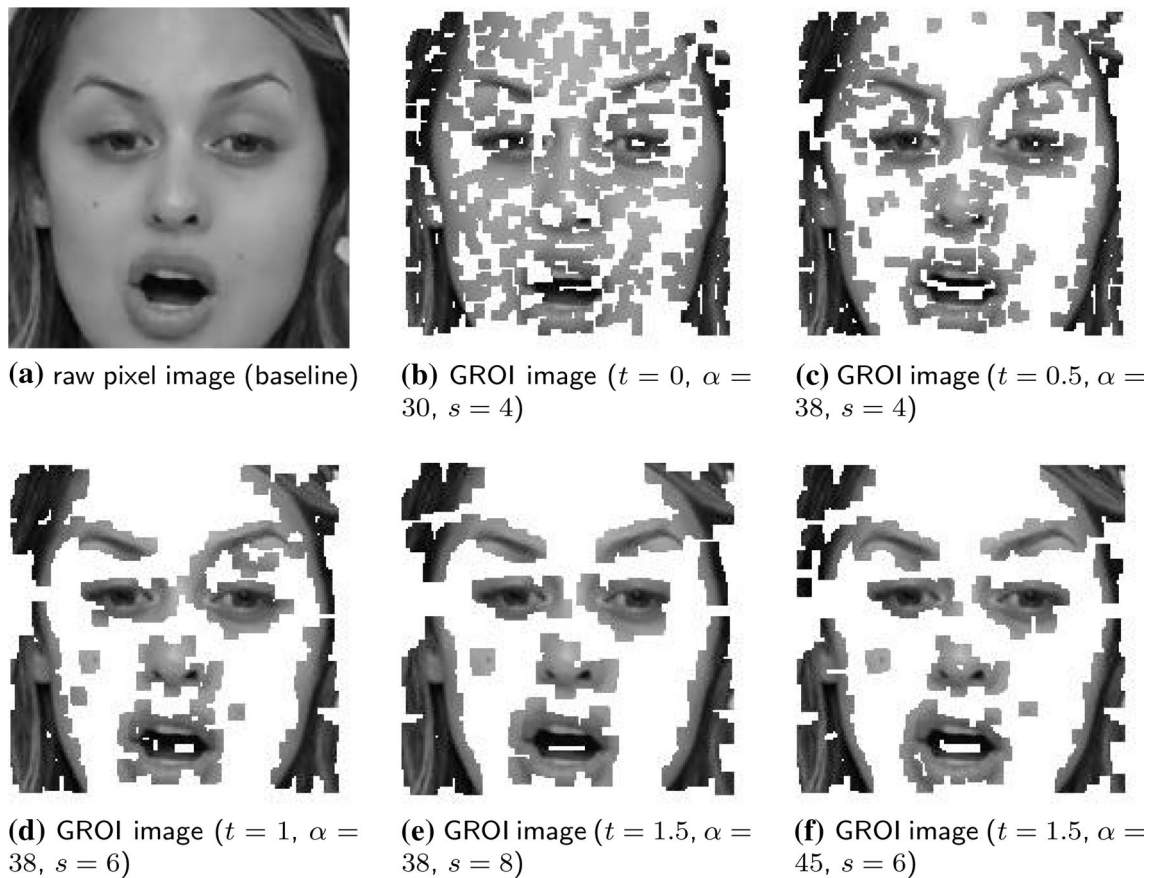 (a) raw pixel image (baseline)
(b) GROI image (t = 0, α =
30, s = 4)
(c) GROI image (t = 0.5, α =
38, s = 4)
(d) GROI image (t = 1, α =
38, s = 6)
(e) GROI image (t = 1.5, α =
38, s = 8)
(f) GROI image (t = 1.5, α =
45, s = 6)